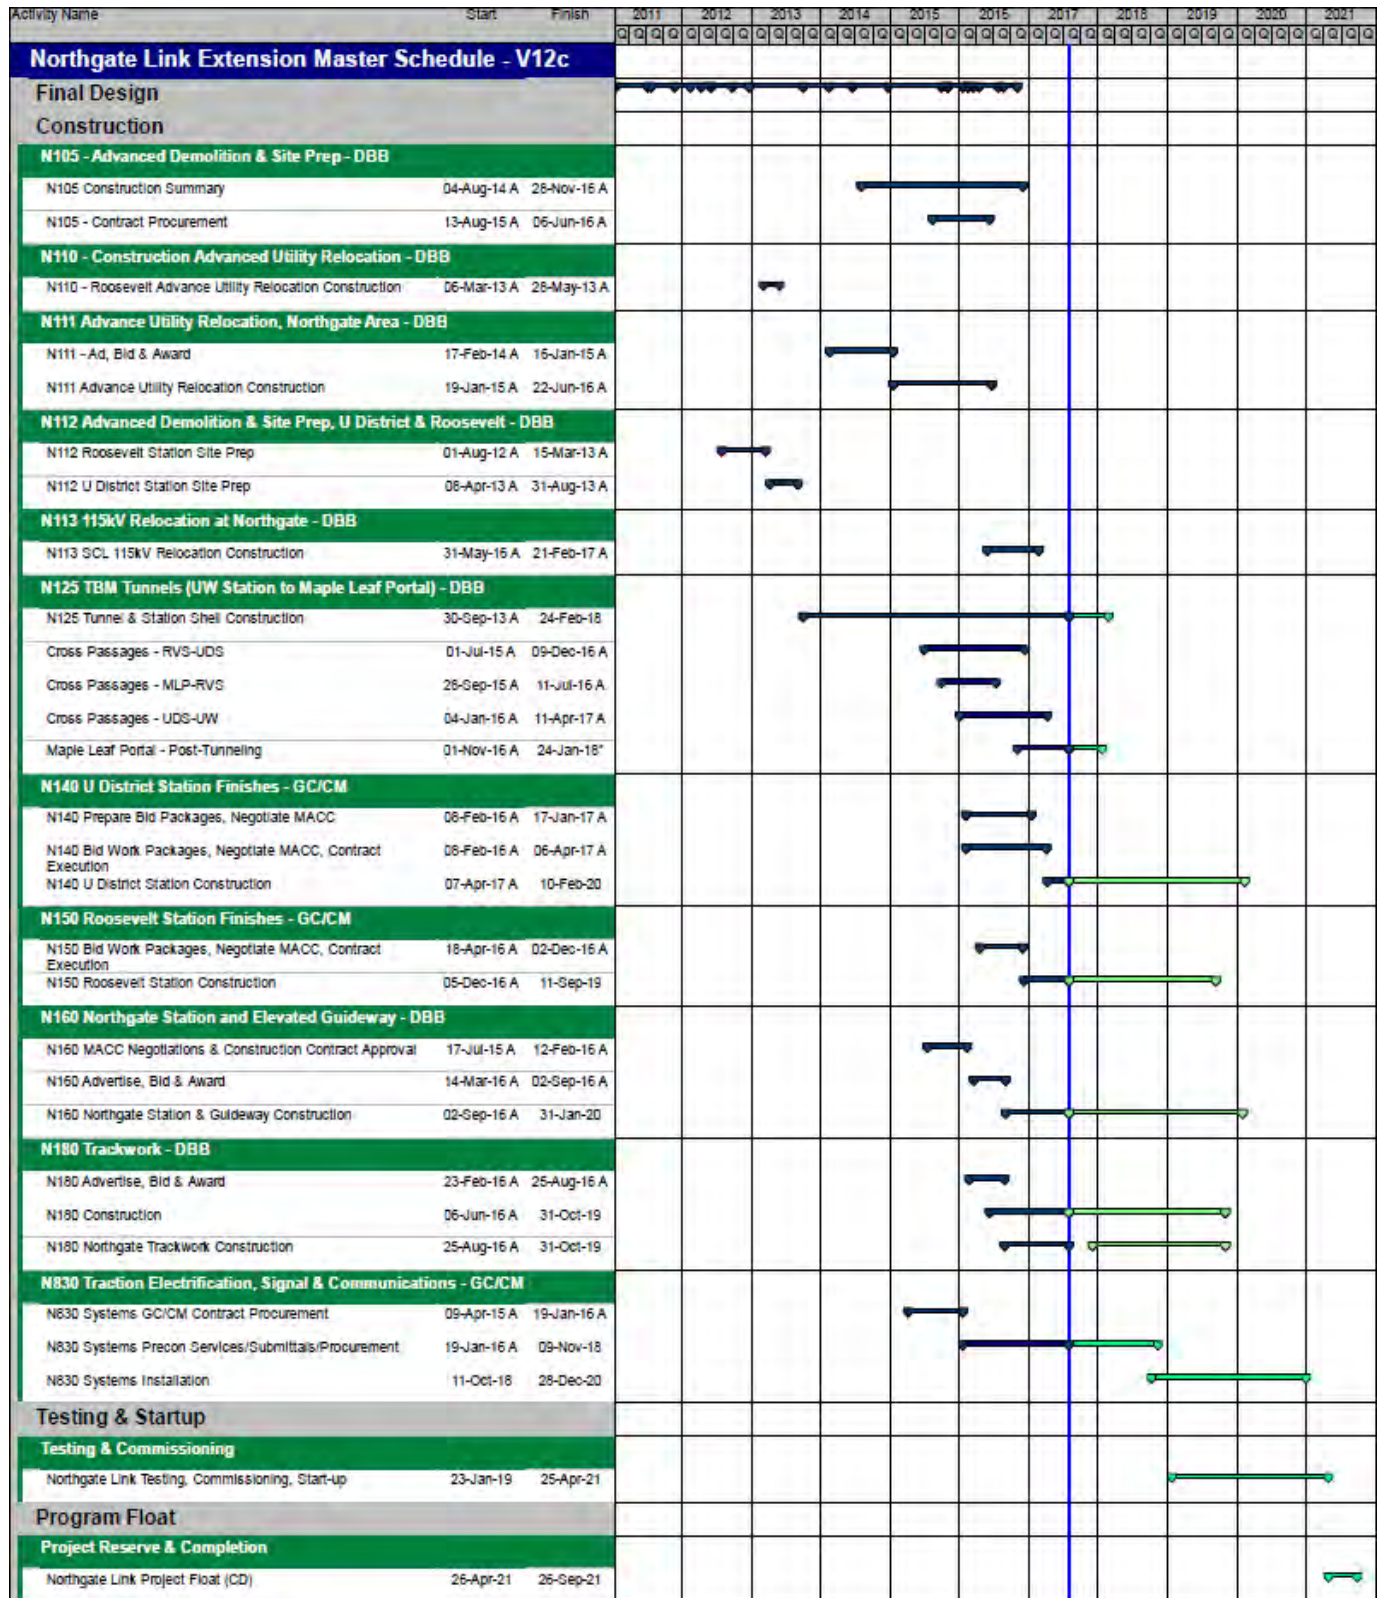 Activity Name Start Finish 2011 2012 2013 2014 2015 2016 2017 2018 2019 2020 2021
Q Q Q Q Q Q Q Q Q Q Q Q Q Q Q Q Q Q Q Q Q Q Q Q Q Q Q Q Q Q Q Q Q Q Q Q Q Q Q Q Q Q Q Q
Northgate Link Extension Master Schedule - V12c
Final Design
Construction
N105 - Advanced Demolition & Site Prep - DBB
N105 Construction Summary 04-Aug-14 A 28-Nov-16 A
N105 - Contract Procurement 13-Aug-15 A 06-Jun-16 A
N110 - Construction Advanced Utility Relocation - DBB
N110 - Roosevelt Advance Utility Relocation Construction 06-Mar-13 A 28-May-13 A
N111 Advance Utility Relocation, Northgate Area - DBB
N111 - Ad, Bid & Award 17-Feb-14 A 16-Jan-15 A
N111 Advance Utility Relocation Construction 19-Jan-15 A 22-Jun-16 A
N112 Advanced Demolition & Site Prep, U District & Roosevelt - DBB
N112 Roosevelt Station Site Prep 01-Aug-12 A 15-Mar-13 A
N112 U District Station Site Prep 08-Apr-13 A 31-Aug-13 A
N113 115kV Relocation at Northgate - DBB
N113 SCL 115kV Relocation Construction 31-May-16 A 21-Feb-17 A
N125 TBM Tunnels (UW Station to Maple Leaf Portal) - DBB
N125 Tunnel & Station Shell Construction 30-Sep-13 A 24-Feb-18
Cross Passages - RVS-UDS 01-Jul-15 A 09-Dec-16 A
Cross Passages - MLP-RVS 28-Sep-15 A 11-Jul-16 A
Cross Passages - UDS-UW 04-Jan-16 A 11-Apr-17 A
Maple Leaf Portal - Post-Tunneling 01-Nov-16 A 24-Jan-18*
N140 U District Station Finishes - GC/CM
N140 Prepare Bid Packages, Negotiate MACC 08-Feb-16 A 17-Jan-17 A
N140 Bid Work Packages, Negotiate MACC, Contract 08-Feb-16 A 06-Apr-17 A
Execution
N140 U District Station Construction 07-Apr-17 A 10-Feb-20
N150 Roosevelt Station Finishes - GC/CM
N150 Bid Work Packages, Negotiate MACC, Contract 18-Apr-16 A 02-Dec-16 A
Execution
N150 Roosevelt Station Construction 05-Dec-16 A 11-Sep-19
N160 Northgate Station and Elevated Guideway - DBB
N160 MACC Negotiations & Construction Contract Approval 17-Jul-15 A 12-Feb-16 A
N160 Advertise, Bid & Award 14-Mar-16 A 02-Sep-16 A
N160 Northgate Station & Guideway Construction 02-Sep-16 A 31-Jan-20
N180 Trackwork - DBB
N180 Advertise, Bid & Award 23-Feb-16 A 25-Aug-16 A
N180 Construction 06-Jun-16 A 31-Oct-19
N180 Northgate Trackwork Construction 25-Aug-16 A 31-Oct-19
N830 Traction Electrification, Signal & Communications - GC/CM
N830 Systems GC/CM Contract Procurement 09-Apr-15 A 19-Jan-16 A
N830 Systems Precon Services/Submittals/Procurement 19-Jan-16 A 09-Nov-18
N830 Systems Installation 11-Oct-18 28-Dec-20
Testing & Startup
Testing & Commissioning
Northgate Link Testing, Commissioning, Start-up 23-Jan-19 25-Apr-21
Program Float
Project Reserve & Completion
Northgate Link Project Float (CD) 26-Apr-21 26-Sep-21